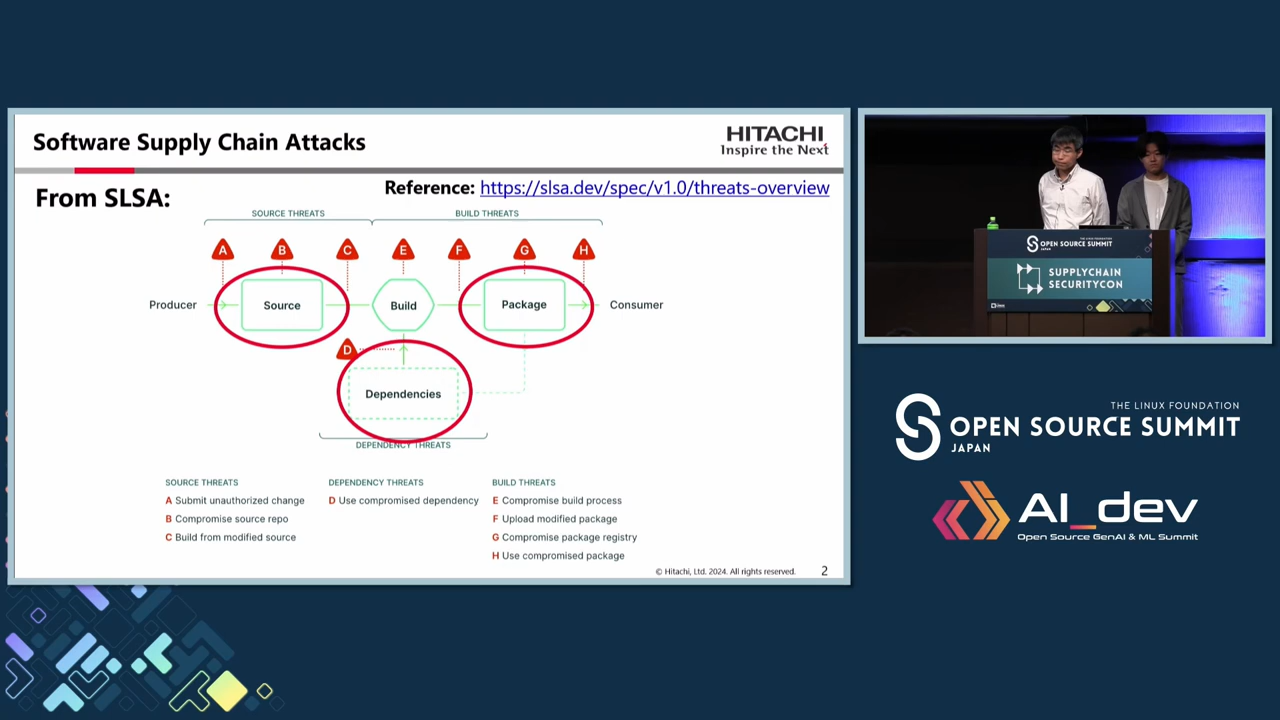 Software Supply Chain Attacks
HITACHI
Inspire the Next
From SLSA:
Reference: https://slsa.dev/spec/v1.0/threats-overview
SOURCE THREATS
BUILD THREATS
A
B
C
E
F
G
H
Producer
Source
Build
Package
Consumer
D
Dependencies
DEPENDENCY THREATS
SOURCE THREATS
A Submit unauthorized change
B Compromise source repo
C Build from modified source
DEPENDENCY THREATS
D Use compromised dependency
BUILD THREATS
E Compromise build process
F Upload modified package
G Compromise package registry
H Use compromised package
© Hitachi, Ltd. 2024. All rights reserved.
2
OPEN SOURCE SUMMIT
JAPAN
SUPPLYCHAIN
SECURITYCON
THE LINUX FOUNDATION
OPEN SOURCE SUMMIT
JAPAN
AI_dev
Open Source GenAI & ML Summit